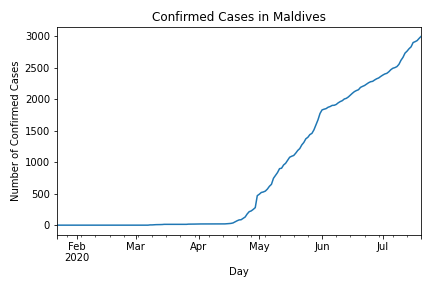 Confirmed Cases in Maldives
Number of Confirmed Cases
3000
2500
2000
1500
1000
500
0
Feb
2020
Mar
Apr
May
Jun
Jul
Day